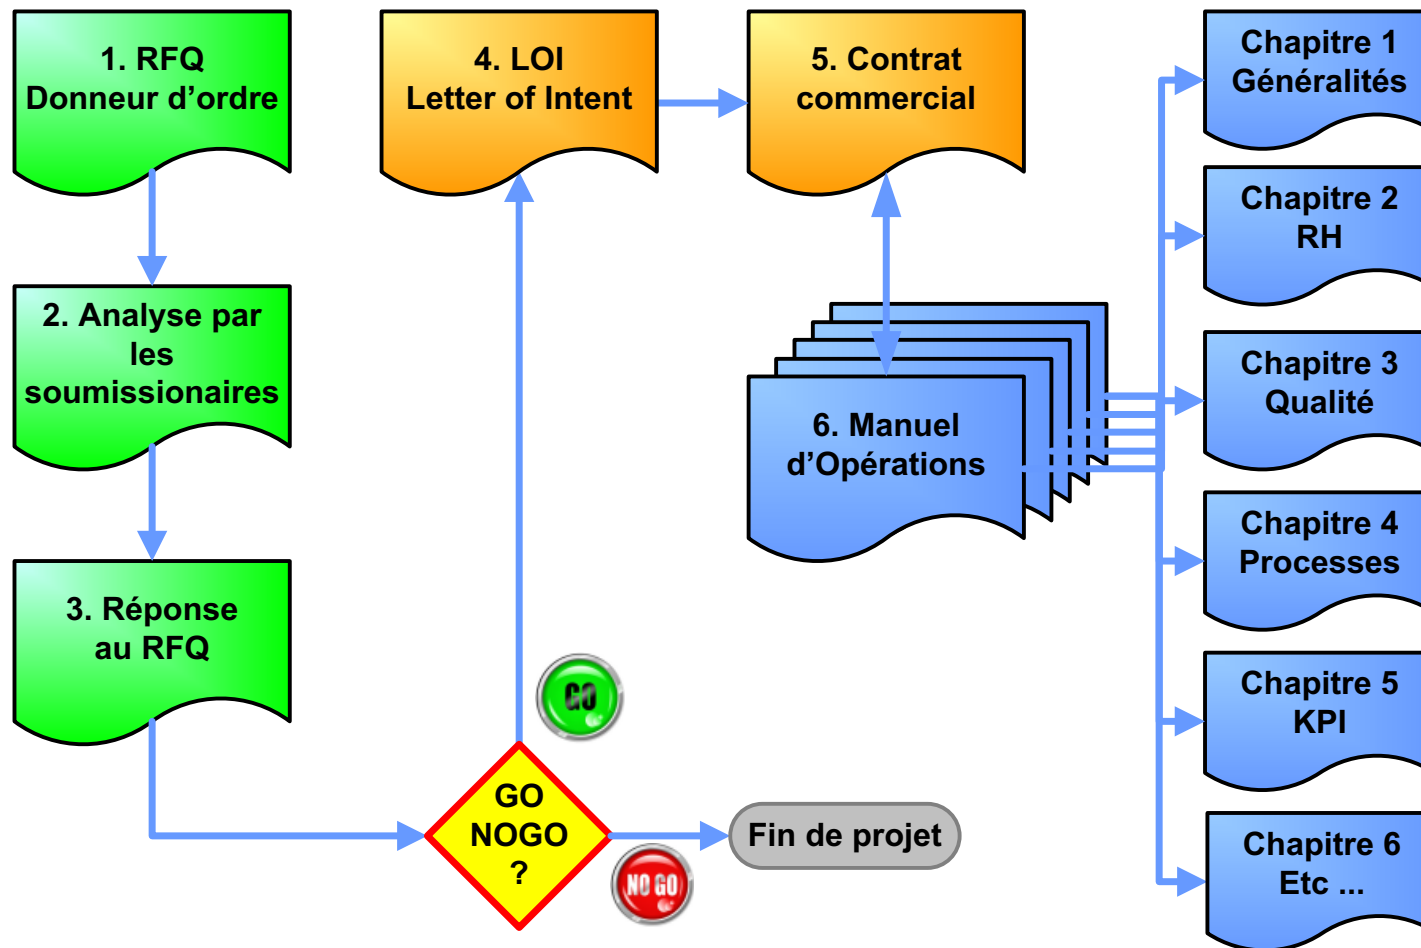 1. RFQ
Donneur d’ordre
2. Analyse par
les
soumissionaires
3. Réponse
au RFQ
GO
NOGO
?
GO
NO GO
Fin de projet
4. LOI
Letter of Intent
5. Contrat
commercial
6. Manuel
d’Opérations
Chapitre 1
Généralités
Chapitre 2
RH
Chapitre 3
Qualité
Chapitre 4
Processes
Chapitre 5
KPI
Chapitre 6
Etc ...